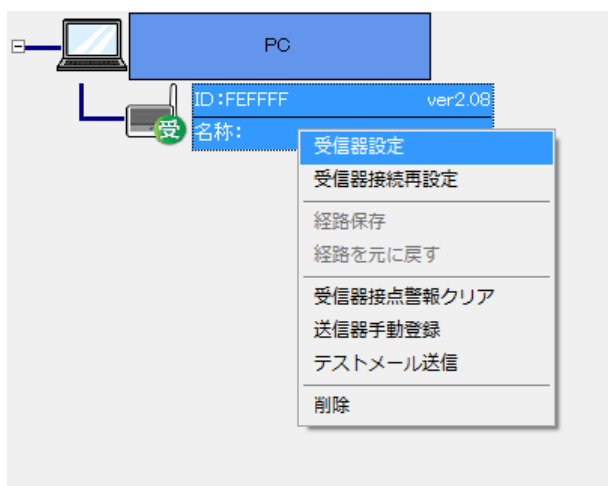 PC
ID:FEFFFF ver2.08
受 名称:
受信器設定
受信器接続再設定
経路保存
経路を元に戻す
受信器接点警報クリア
送信器手動登録
テストメール送信
削除